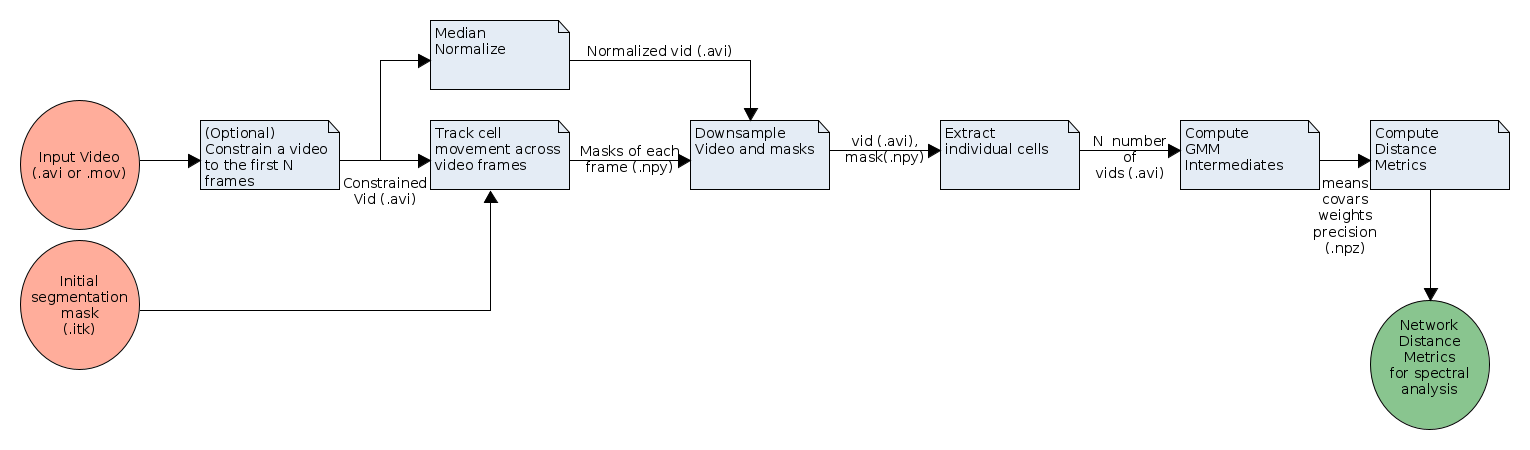 Median
Normalize
Normalized vid (.avi)
Input Video
(.avi or .mov)
(Optional)
Constrain a video
to the first N
frames
Constrained
Vid (.avi)
Track cell
movement across
video frames
Masks of each
frame (.npy)
Downsample
Video and masks
vid (.avi),
mask(.npy)
Extract
individual cells
N number
of
vids (.avi)
Compute
GMM
Intermediates
means
covars
weights
precision
(.npz)
Compute
Distance
Metrics
Initial
segmentation
mask
(.itk)
Network
Distance
Metrics
for spectral
analysis